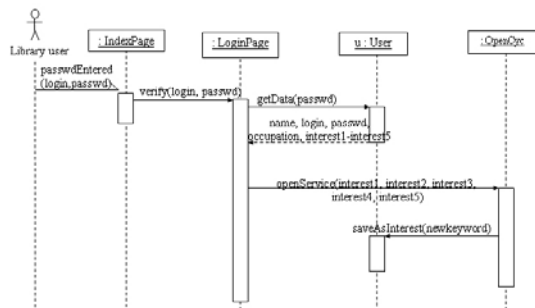 : IndexPage
: LoginPage
u : User
: OpenCyc
Library user
passwdEntered
(login,passwd)
verify(login, passwd)
getData(passwd)
name, login, passwd,
occupation, interest1-interest5
openService(interest1, interest2, interest3,
interest4, interest5)
saveAsInterest(newkeyword)